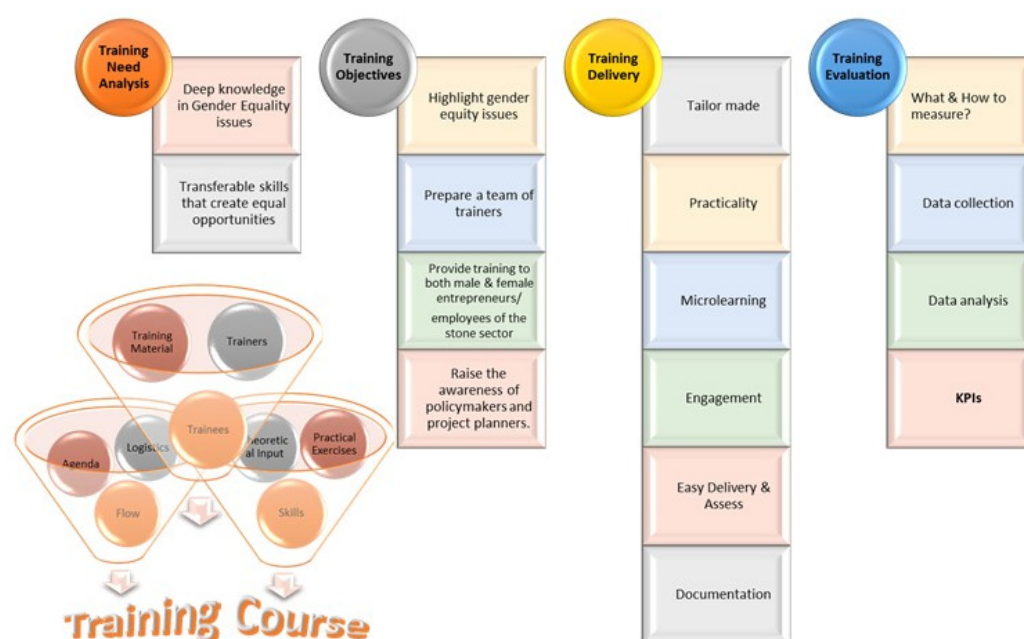 Training
Need
Analysis
Deep knowledge
in Gender Equality
issues
Transferable skills
that create equal
opportunities
Training
Objectives
Highlight gender
equity issues
Prepare a team of
trainers
Provide training to
both male & female
entrepreneurs/
employees of the
stone sector
Raise the
awareness of
policymakers and
project planners.
Training
Delivery
Tailor made
Practicality
Microlearning
Engagement
Easy Delivery &
Assess
Documentation
Training
Evaluation
What & How to
measure?
Data collection
Data analysis
KPIs
Training
Material
Trainers
Trainees
Agenda
Logistics
Flow
heoretic
al Input
Practical
Exercises
Skills
Training Course